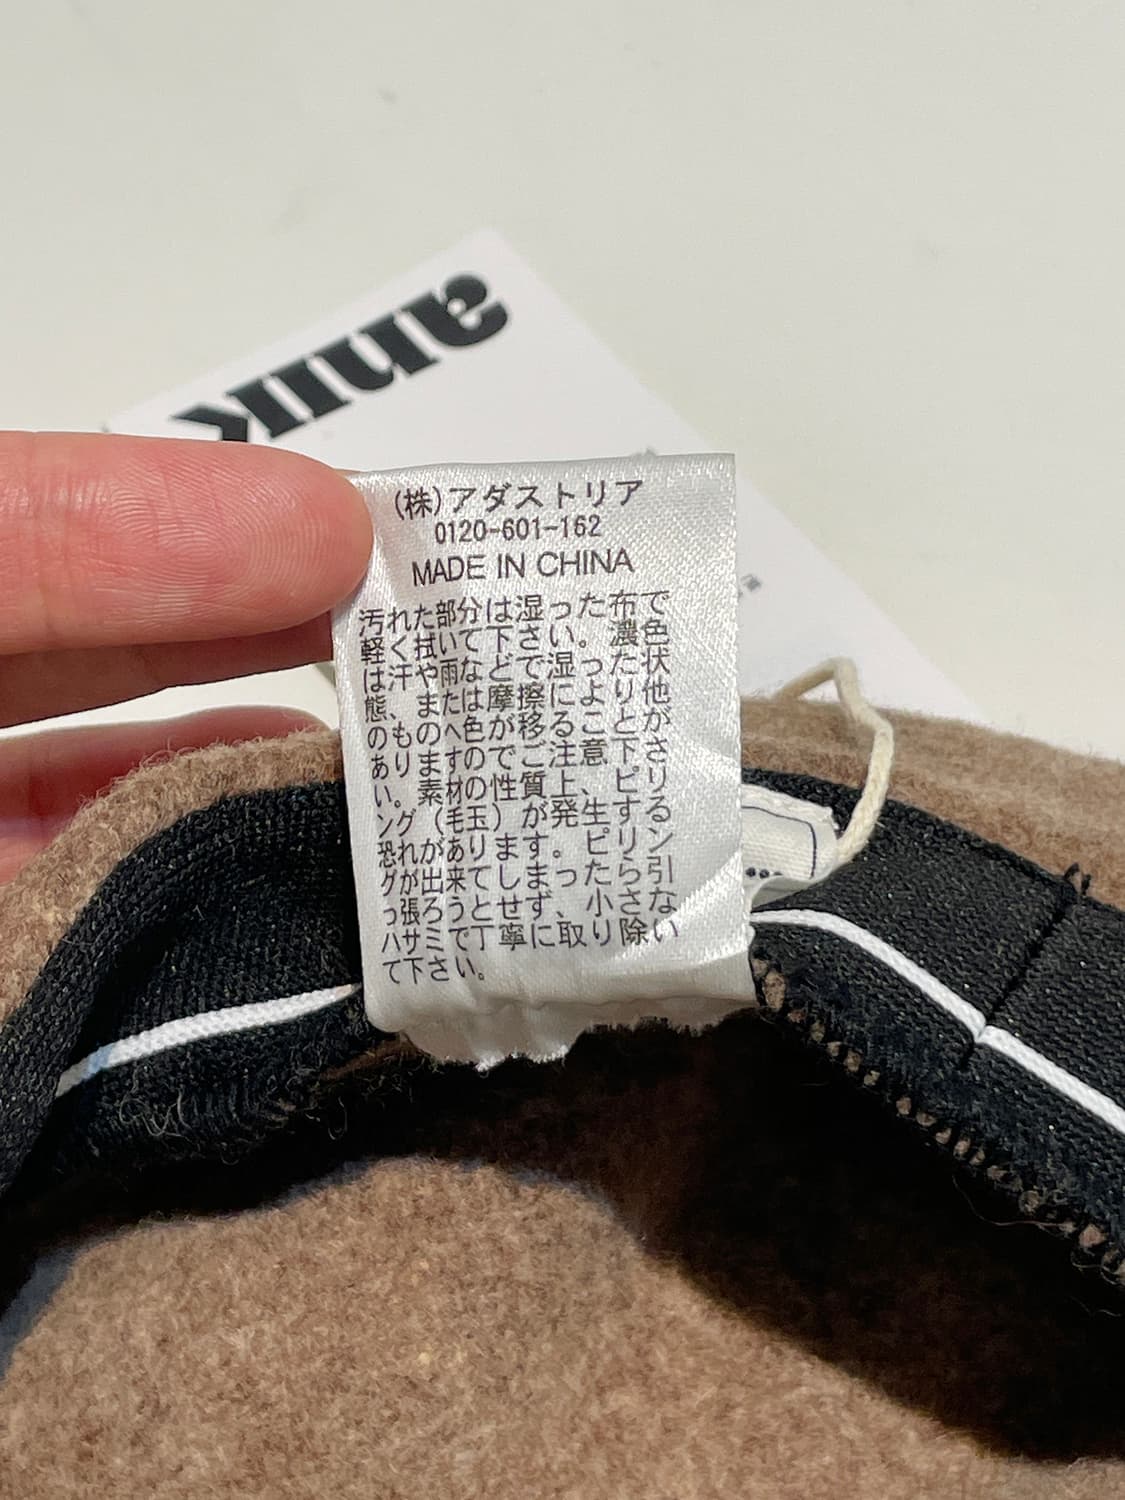 anik
(株)アダストリア
0120-601-162
MADE IN CHINA
汚れた部分は湿った布で
軽く拭いて下さい。濃色
は汗や雨などで湿った状
態、または摩擦により他
のものへ色が移ることが
ありますのでご注意下さ
い。素材の性質上、ピリ
ング(毛玉)が発生する
恐れがあります。ピリン
グが出来てしまったら引
っ張ろうとせず、小さな
ハサミで丁寧に取り除い
て下さい。